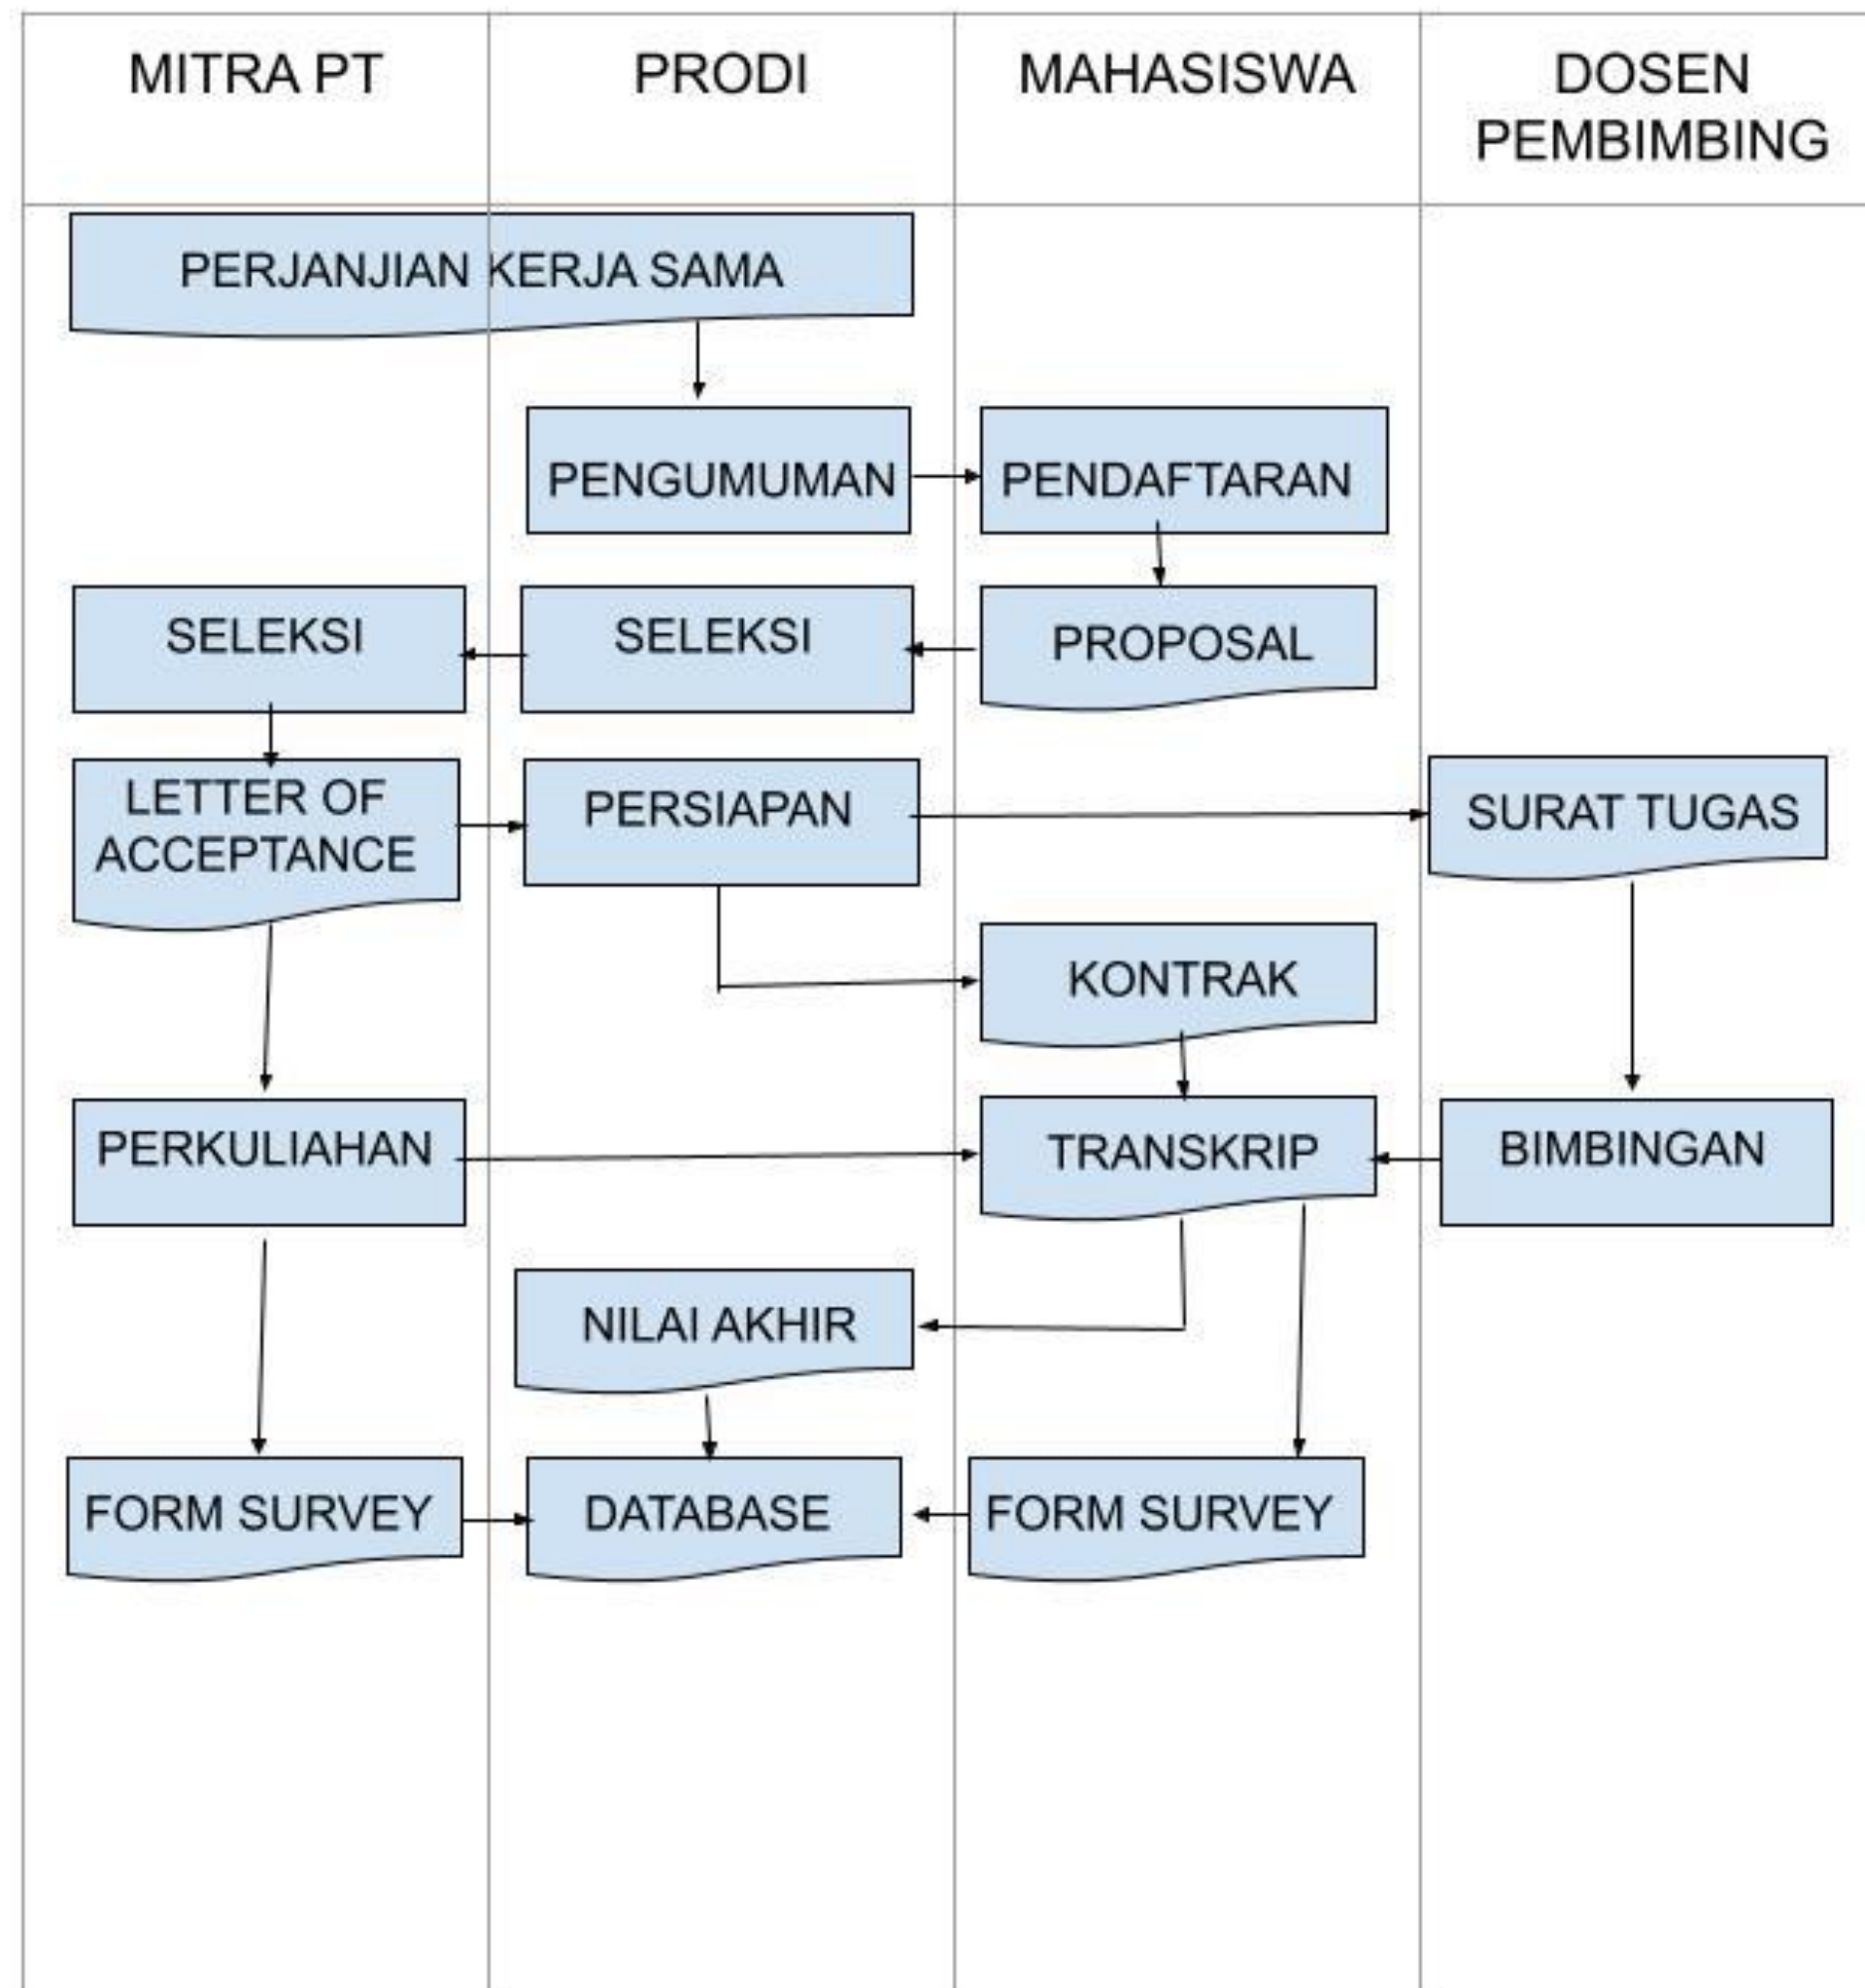 MITRA PT
PRODI
MAHASISWA
DOSEN
PEMBIMBING
PERJANJIAN KERJA SAMA
PENGUMUMAN
PENDAFTARAN
SELEKSI
SELEKSI
PROPOSAL
LETTER OF
ACCEPTANCE
PERSIAPAN
SURAT TUGAS
KONTRAK
PERKULIAHAN
TRANSKRIP
BIMBINGAN
NILAI AKHIR
FORM SURVEY
DATABASE
FORM SURVEY